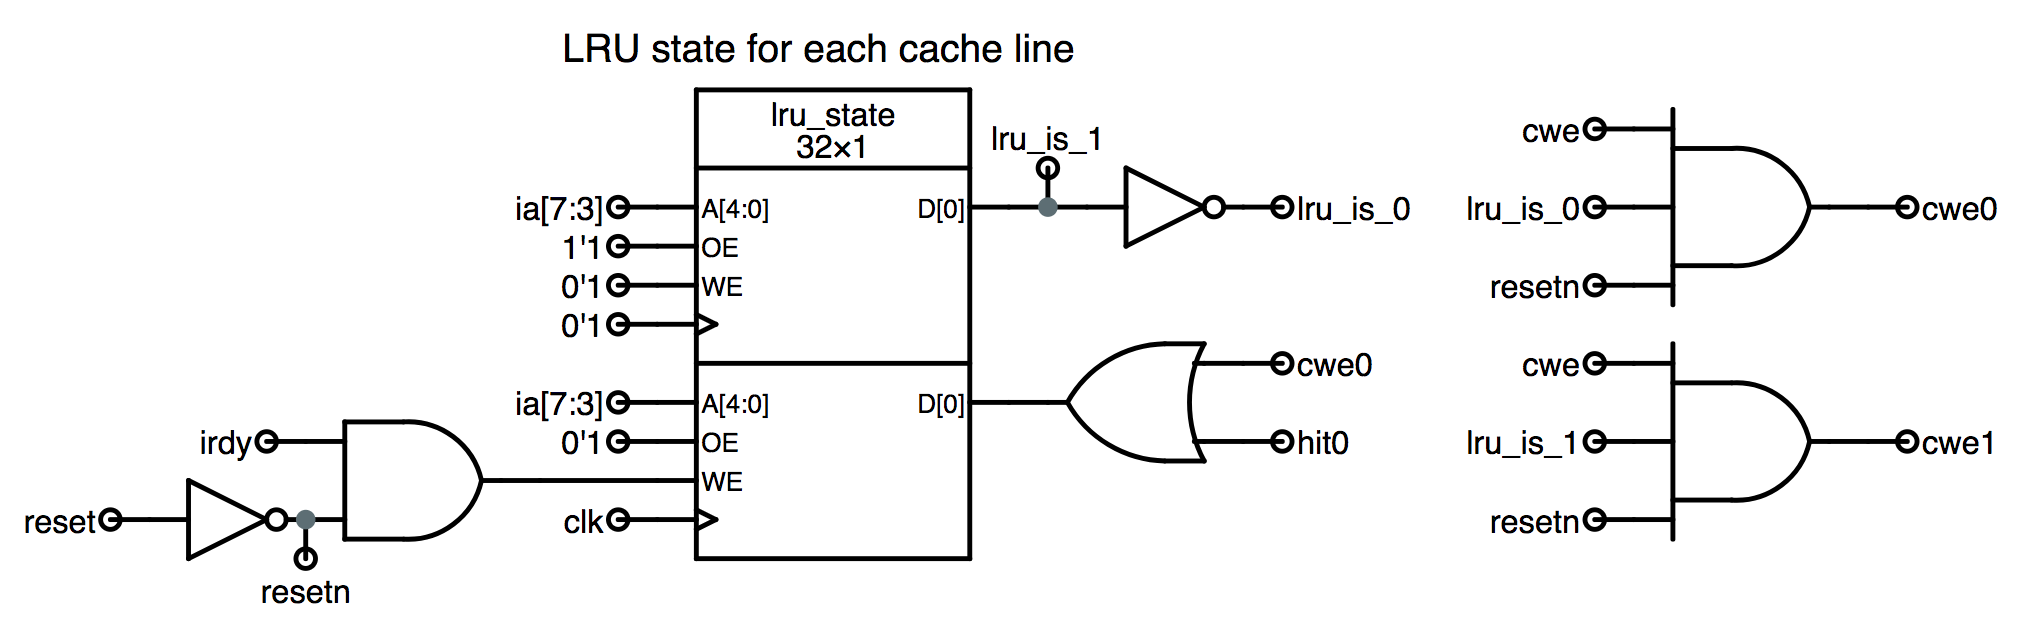 LRU state for each cache line
lru_state
32×1
lru_is_1
ia[7:3]
A[4:0]
D[0]
lru_is_0
1'1
OE
0'1
WE
0'1
ia[7:3]
A[4:0]
D[0]
0'1
OE
WE
clk
cwe0
hit0
irdy
reset
resetn
cwe
lru_is_0
resetn
cwe0
cwe
lru_is_1
resetn
cwe1